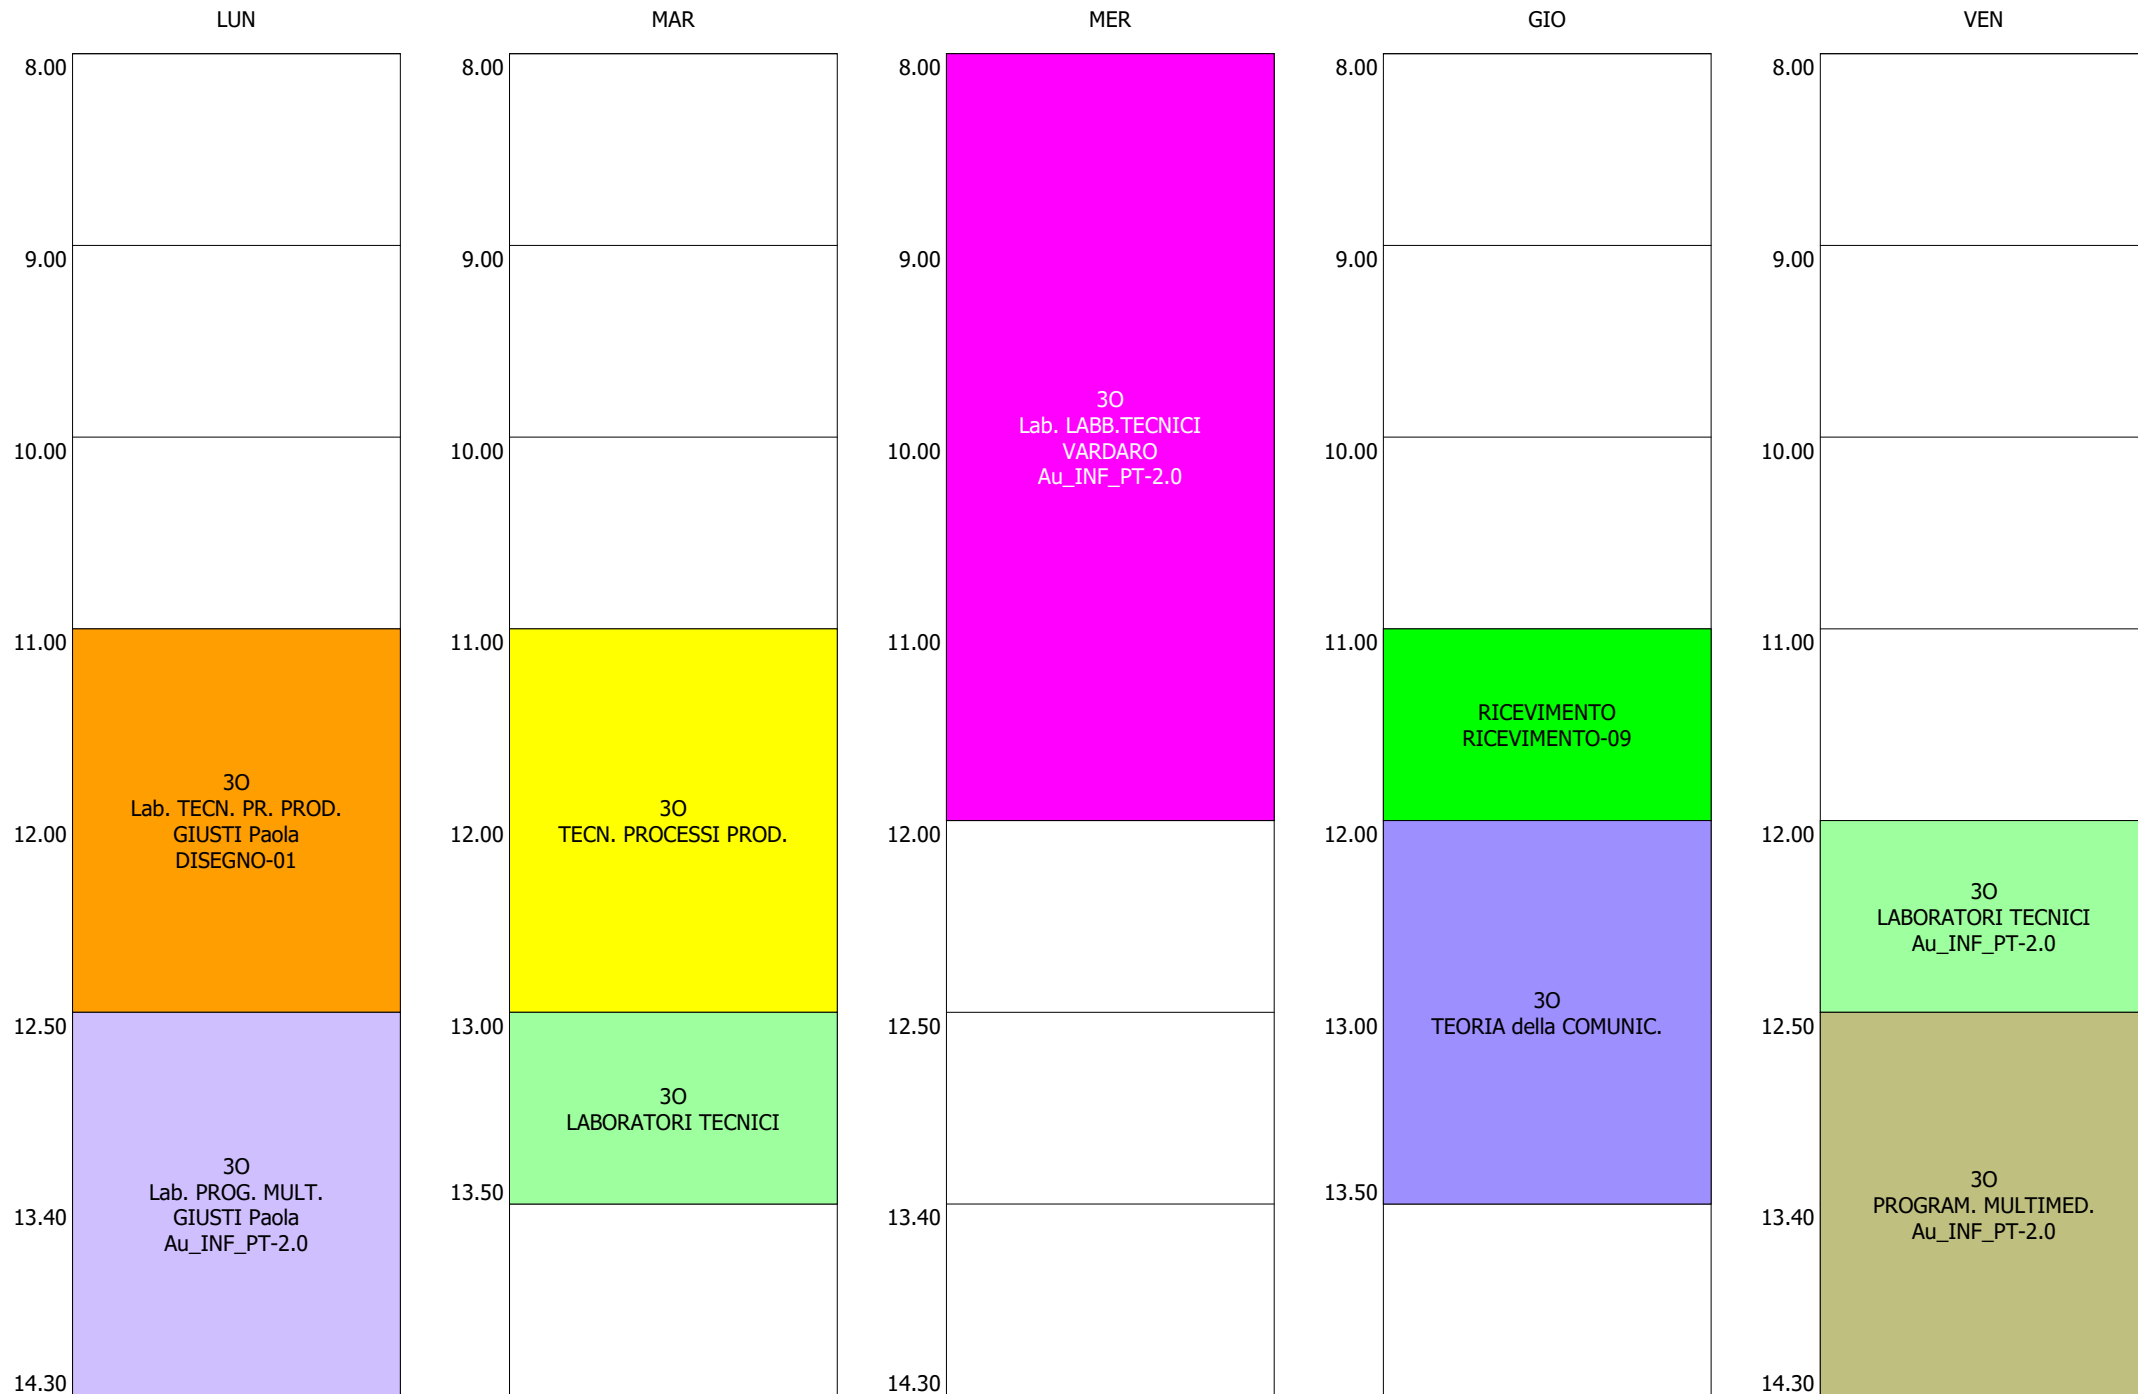 LUN
8.00
9.00
10.00
11.00
3O
Lab. TECN. PR. PROD.
GIUSTI Paola
DISEGNO-01
12.00
12.50
3O
Lab. PROG. MULT.
GIUSTI Paola
Au_INF_PT-2.0
13.40
14.30
MAR
8.00
9.00
10.00
11.00
3O
TECN. PROCESSI PROD.
12.00
13.00
3O
LABORATORI TECNICI
13.50
MER
8.00
9.00
3O
Lab. LABB.TECNICI
VARDARO
Au_INF_PT-2.0
10.00
11.00
12.00
12.50
13.40
14.30
GIO
8.00
9.00
10.00
11.00
RICEVIMENTO
RICEVIMENTO-09
12.00
3O
TEORIA della COMUNIC.
13.00
13.50
VEN
8.00
9.00
10.00
11.00
12.00
3O
LABORATORI TECNICI
Au_INF_PT-2.0
12.50
3O
PROGRAM. MULTIMED.
Au_INF_PT-2.0
13.40
14.30